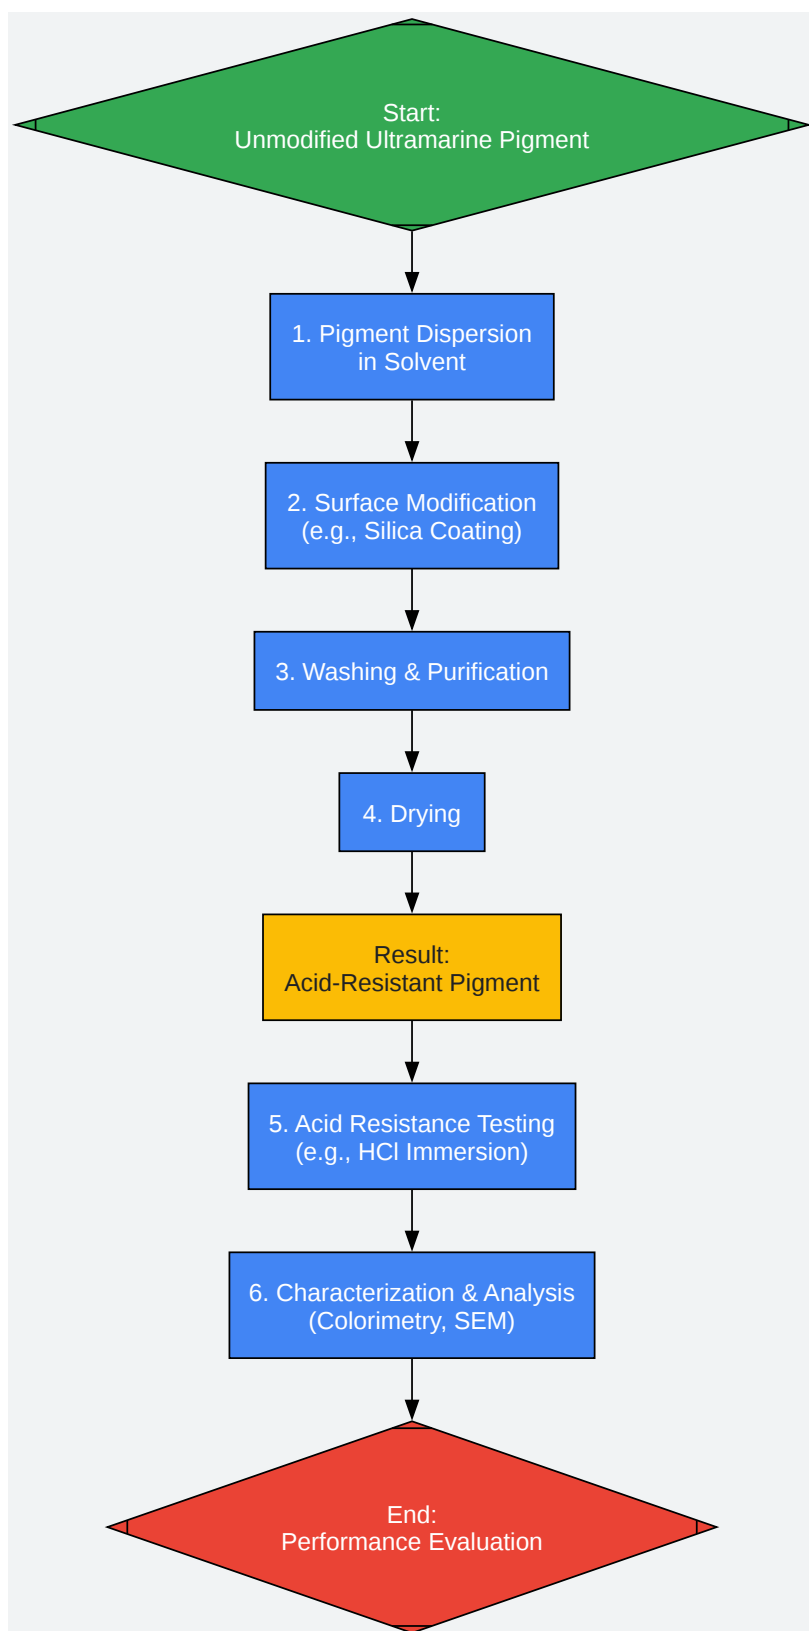 Start:
Unmodified Ultramarine Pigment
1. Pigment Dispersion
in Solvent
2. Surface Modification
(e.g., Silica Coating)
3. Washing & Purification
4. Drying
Result:
Acid-Resistant Pigment
5. Acid Resistance Testing
(e.g., HCl Immersion)
6. Characterization & Analysis
(Colorimetry, SEM)
End:
Performance Evaluation